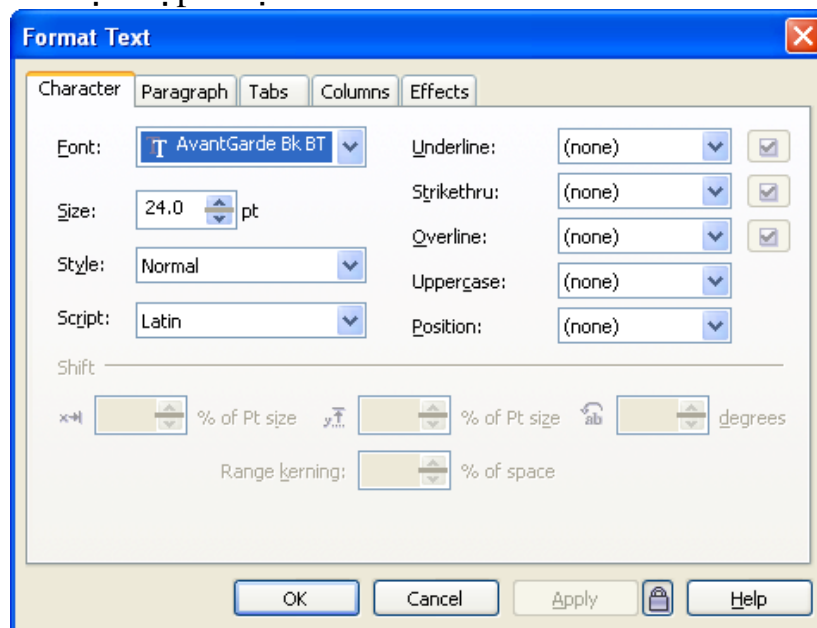 Format Text
Character Paragraph Tabs Columns Effects
Font: AvantGarde Bk BT Underline: (none)
Size: 24.0 pt Strikethru: (none)
Overline: (none)
Style: Normal Uppercase: (none)
Script: Latin Position: (none)
Shift
% of Pt size % of Pt size ab degrees
Range kerning: % of space
OK Cancel Apply Help